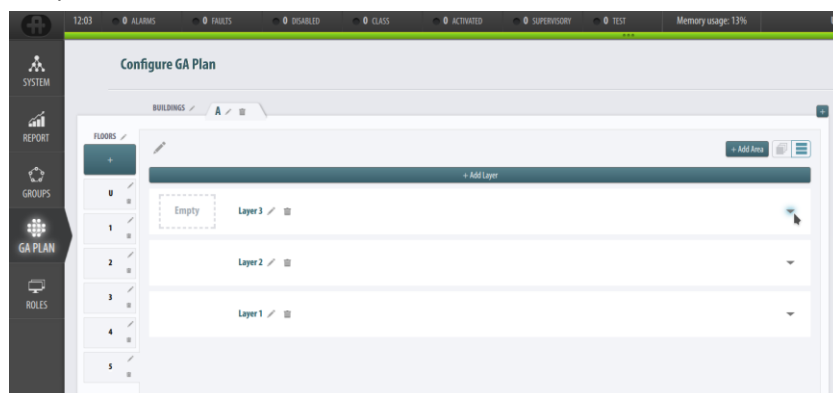 12:03 0 ALARMS 0 FAULTS 0 DISABLED 0 CLASS 0 ACTIVATED 0 SUPERVISORY 0 TEST Memory usage: 13%
SYSTEM
REPORT
GROUPS
GA PLAN
ROLES
Configure GA Plan
BUILDINGS A
+
FLOORS
+
U
1
2
3
4
5
+ Add Area
+ Add Layer
Empty Layer 3
Layer 2
Layer 1